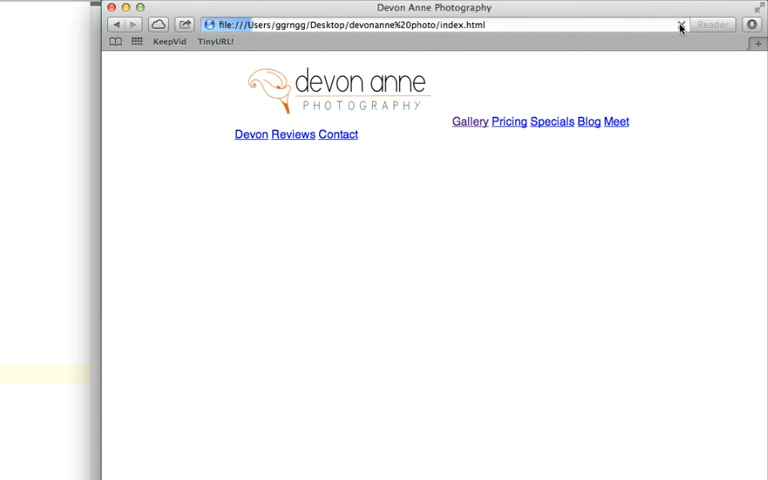 Devon Anne Photography
file:///Users/ggrngg/Desktop/devonanne%20photo/index.html
Reader
KeepVid TinyURL!
devon anne
PHOTOGRAPHY
Gallery Pricing Specials Blog Meet
Devon Reviews Contact